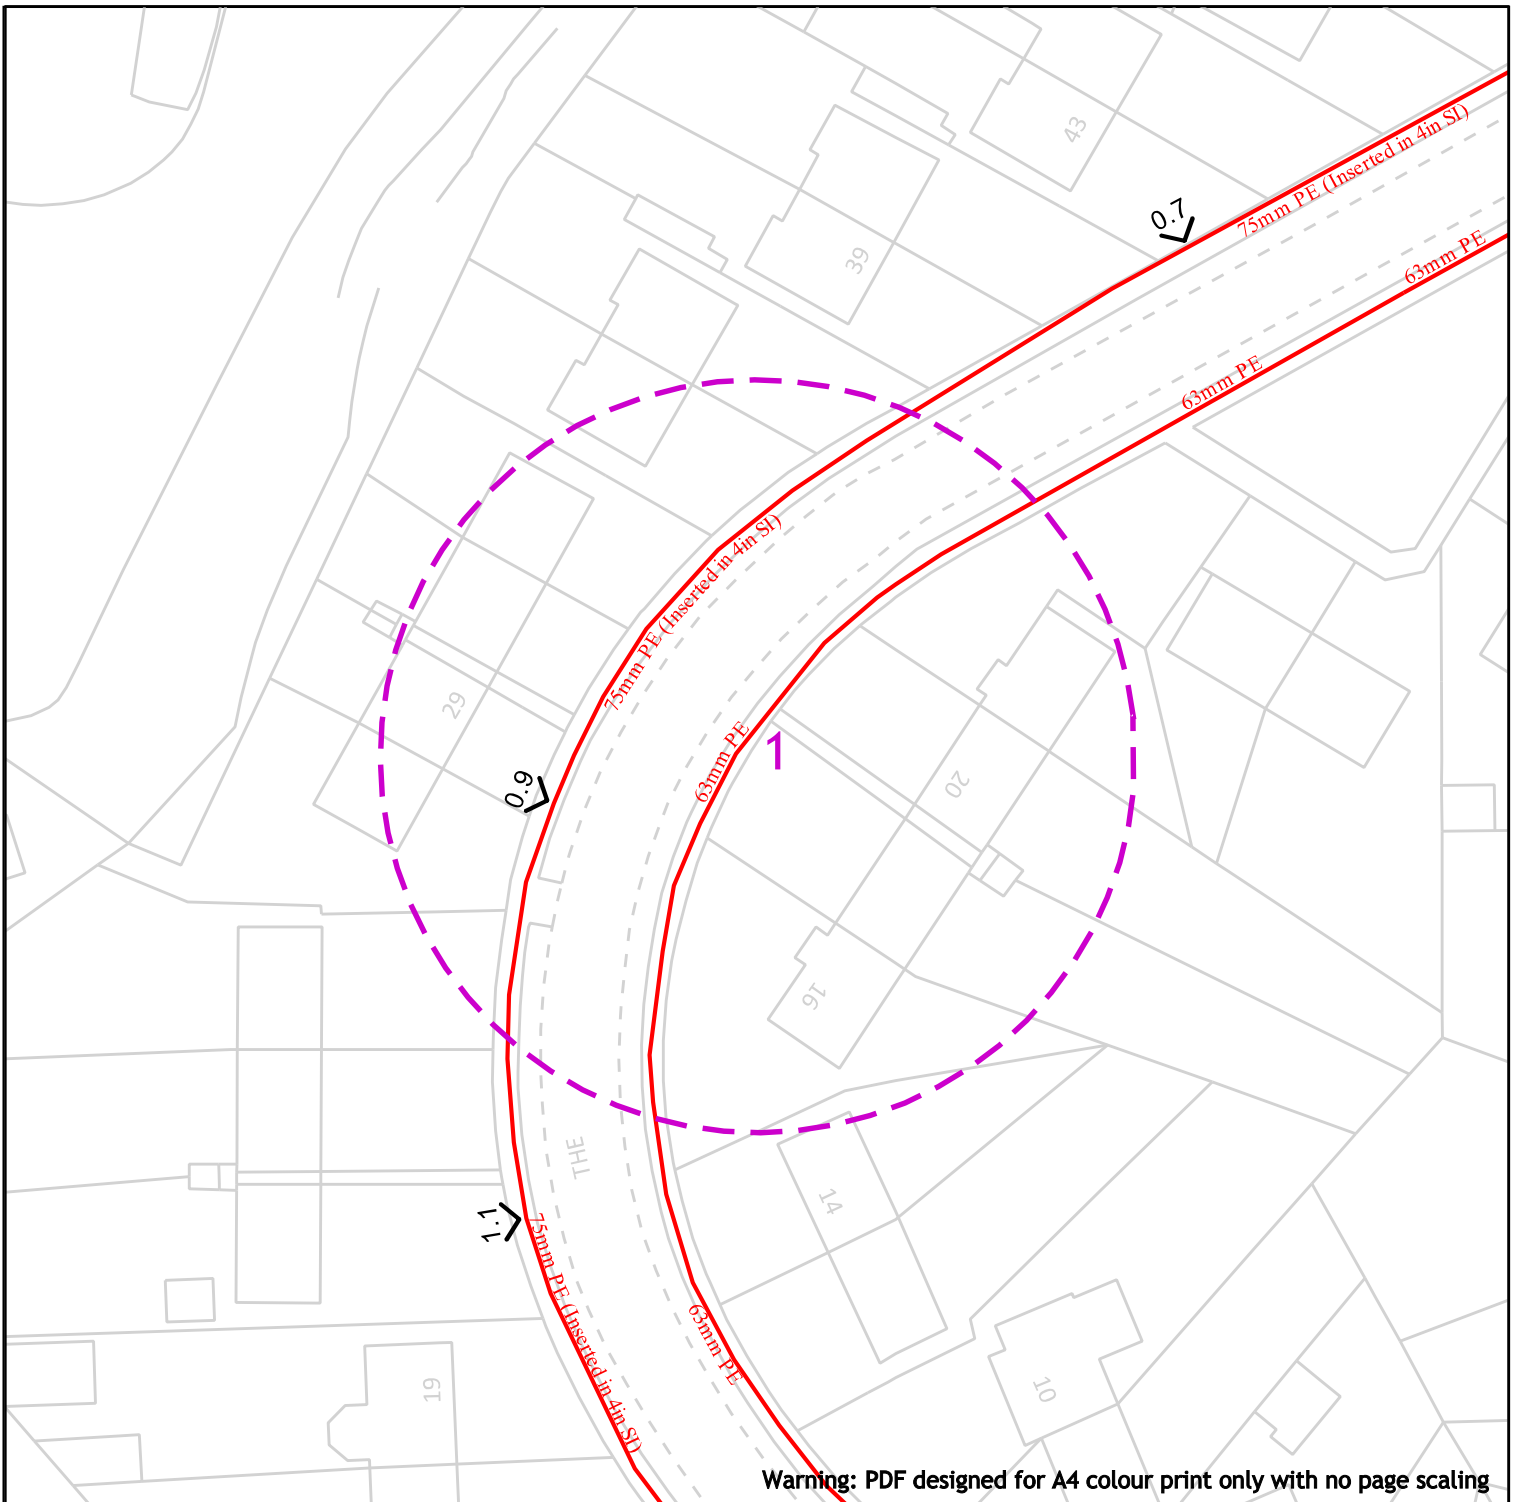 43
75mm PE (Inserted in 4in SI)
0.7
39
63mm PE
63mm PE
75mm PE (Inserted in 4in SI)
29
63mm PE
1
0.9
20
16
THE
14
1.1
75mm PE (Inserted in 4in SI)
63mm PE
19
10
Warning: PDF designed for A4 colour print only with no page scaling